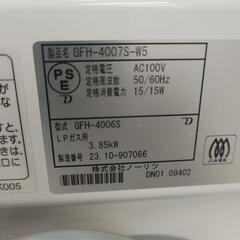 製品名 GFH-4007S-W5
PSE
定格電圧 AC100V
定格周波数 50/60Hz
定格消費電力 15/15W
型式 GFH-4006S
LPガス用
3.85kW
製造番号 23.10-907066
株式会社ノーリツ
DN01 09402
X005